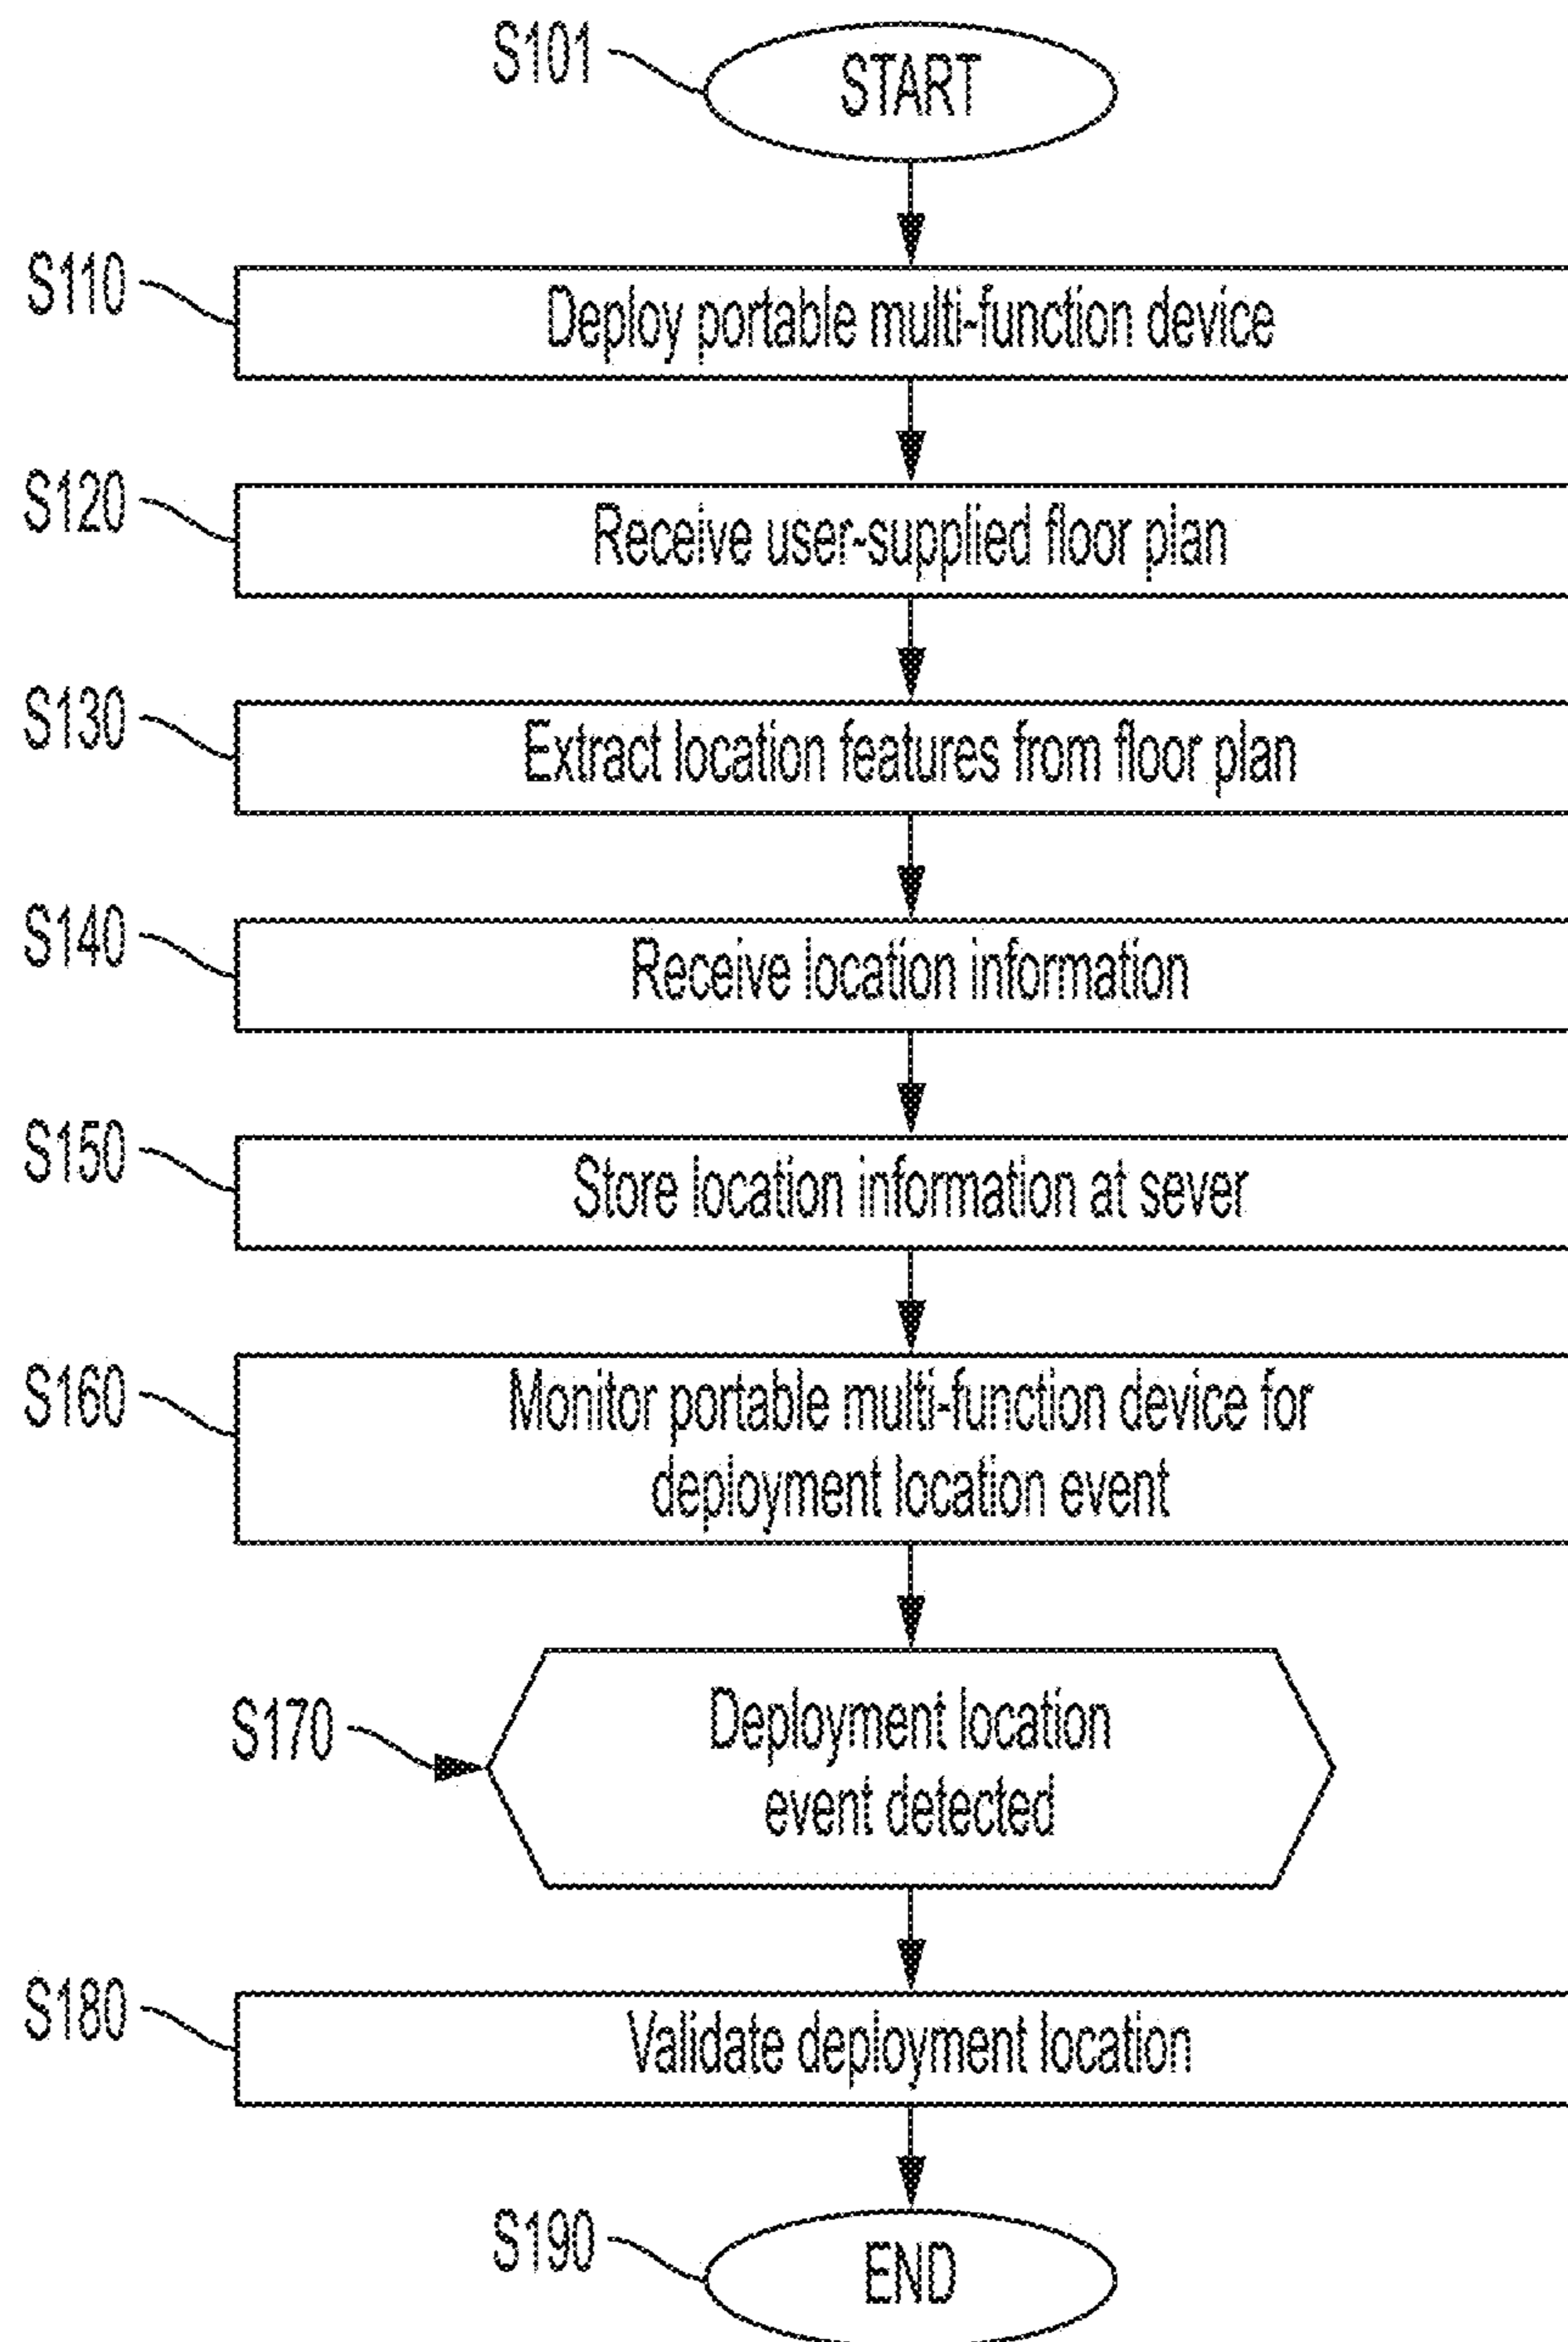 S101
START
S110
Deploy portable multi-function device
S120
Receive user-supplied floor plan
S130
Extract location features from floor plan
S140
Receive location information
S150
Store location information at sever
S160
Monitor portable multi-function device for
deployment location event
S170
Deployment location
event detected
S180
Validate deployment location
S190
END